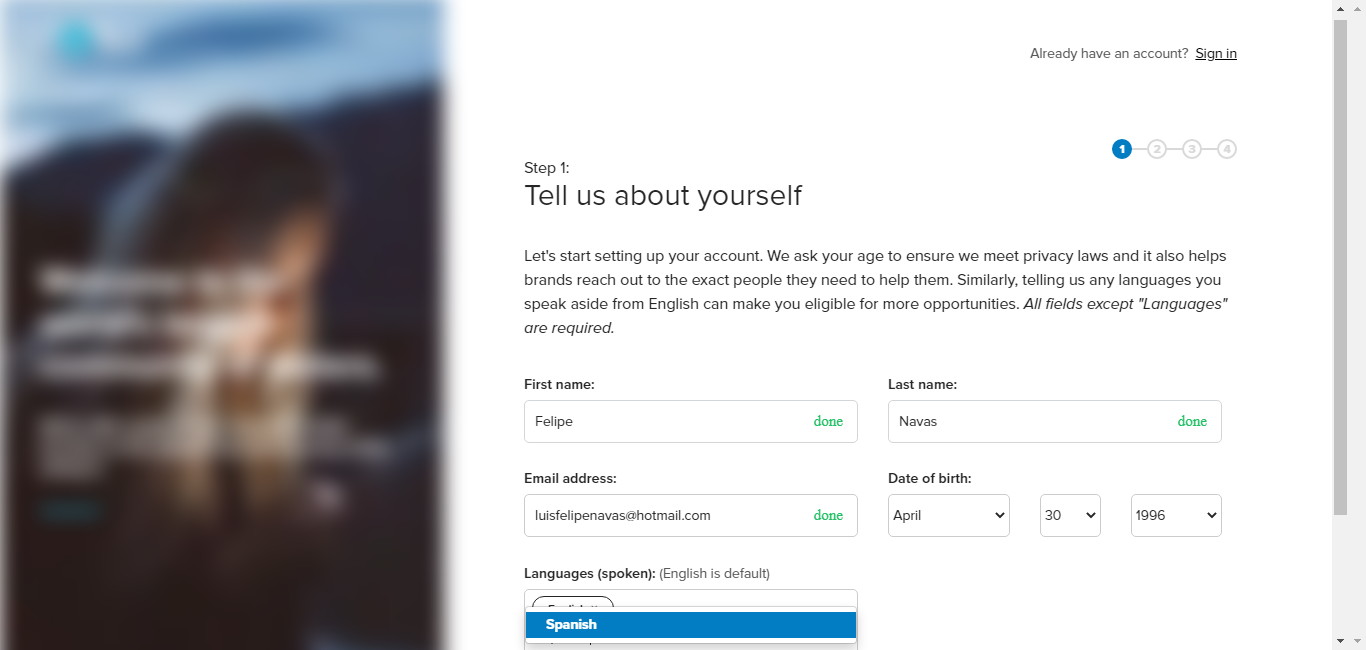 Already have an account? Sign in
1 2 3 4
Step 1:
Tell us about yourself
Let's start setting up your account. We ask your age to ensure we meet privacy laws and it also helps
brands reach out to the exact people they need to help them. Similarly, telling us any languages you
speak aside from English can make you eligible for more opportunities. All fields except "Languages"
are required.
First name: Last name:
Felipe done Navas done
Email address: Date of birth:
luisfelipenavas@hotmail.com done April 30 1996
Languages (spoken): (English is default)
Spanish